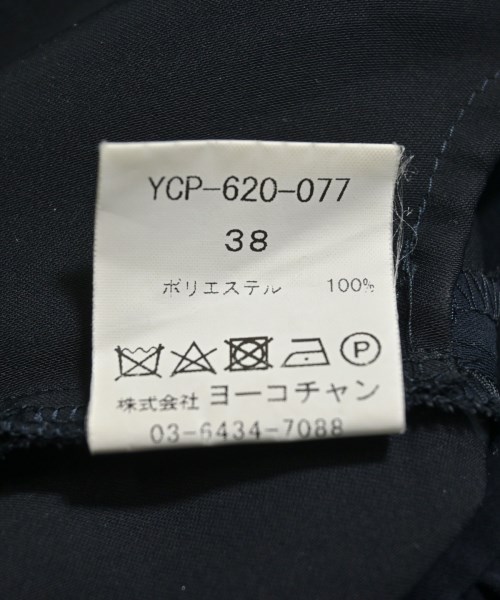 YCP-620-077
38
ポリエステル 100%
P
株式会社 ヨーコチャン
03-6434-7088